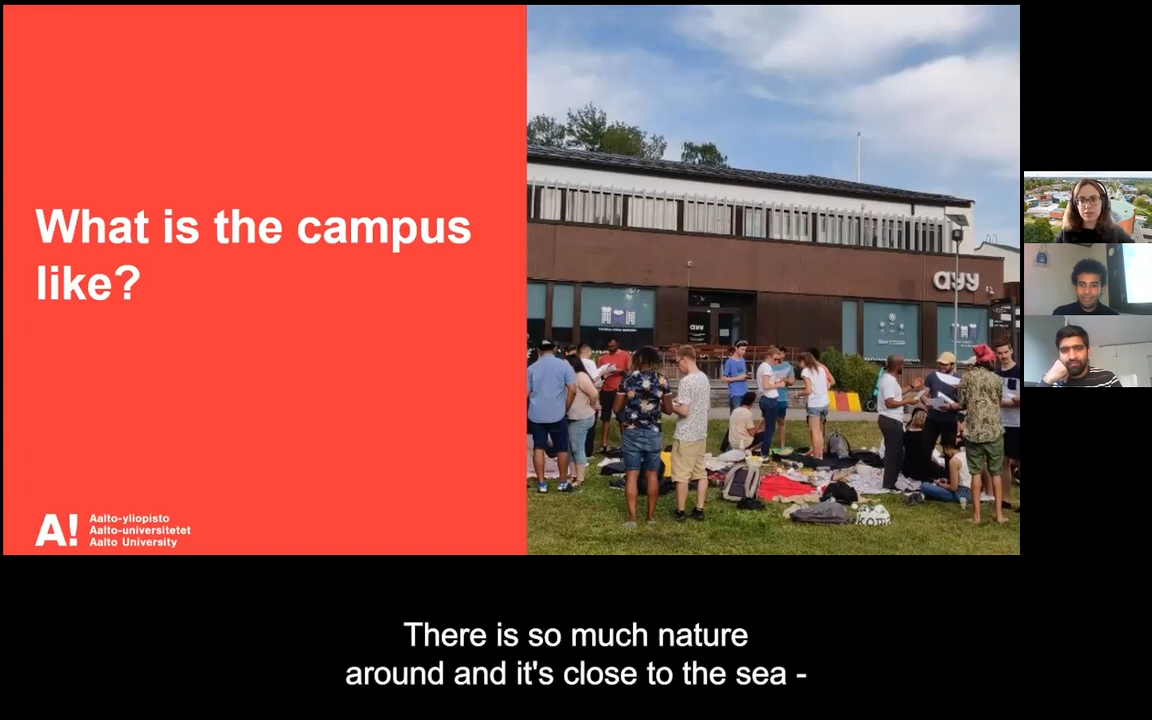 What is the campus
like?
ayy
ayy
A!
Aalto-yliopisto
Aalto-universitetet
Aalto University
There is so much nature
around and it's close to the sea -